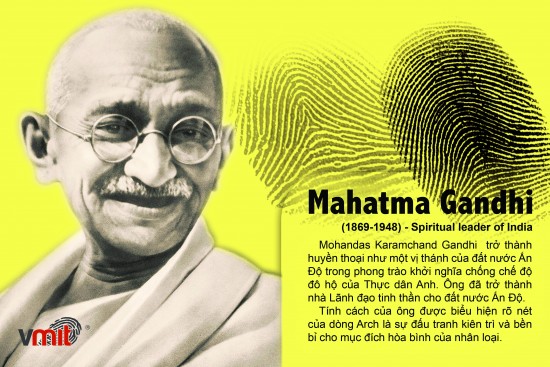 Mahatma Gandhi
(1869-1948) - Spiritual leader of India
Mohandas Karamchand Gandhi trở thành
huyền thoại như một vị thánh của đất nước Ấn
Độ trong phong trào khởi nghĩa chống chế độ
đô hộ của Thực dân Anh. Ông đã trở thành
nhà Lãnh đạo tinh thần cho đất nước Ấn Độ.
Tính cách của ông được biểu hiện rõ nét
của dòng Arch là sự đấu tranh kiên trì và bền
bỉ cho mục đích hòa bình của nhân loại.
vmit